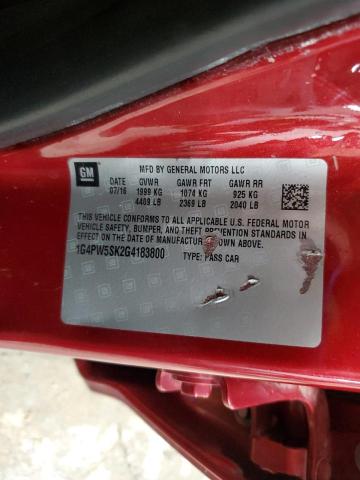 GM
MFD BY GENERAL MOTORS LLC
DATE GVWR GAWR FRT GAWR RR
07/16 1999 KG 1074 KG 925 KG
4409 LB 2369 LB 2040 LB
THIS VEHICLE CONFORMS TO ALL APPLICABLE U.S. FEDERAL MOTOR
VEHICLE SAFETY, BUMPER, AND THEFT PREVENTION STANDARDS IN
EFFECT ON THE DATE OF MANUFACTURE SHOWN ABOVE.
1G4PW5SK2G4183800 TYPE: PASS CAR